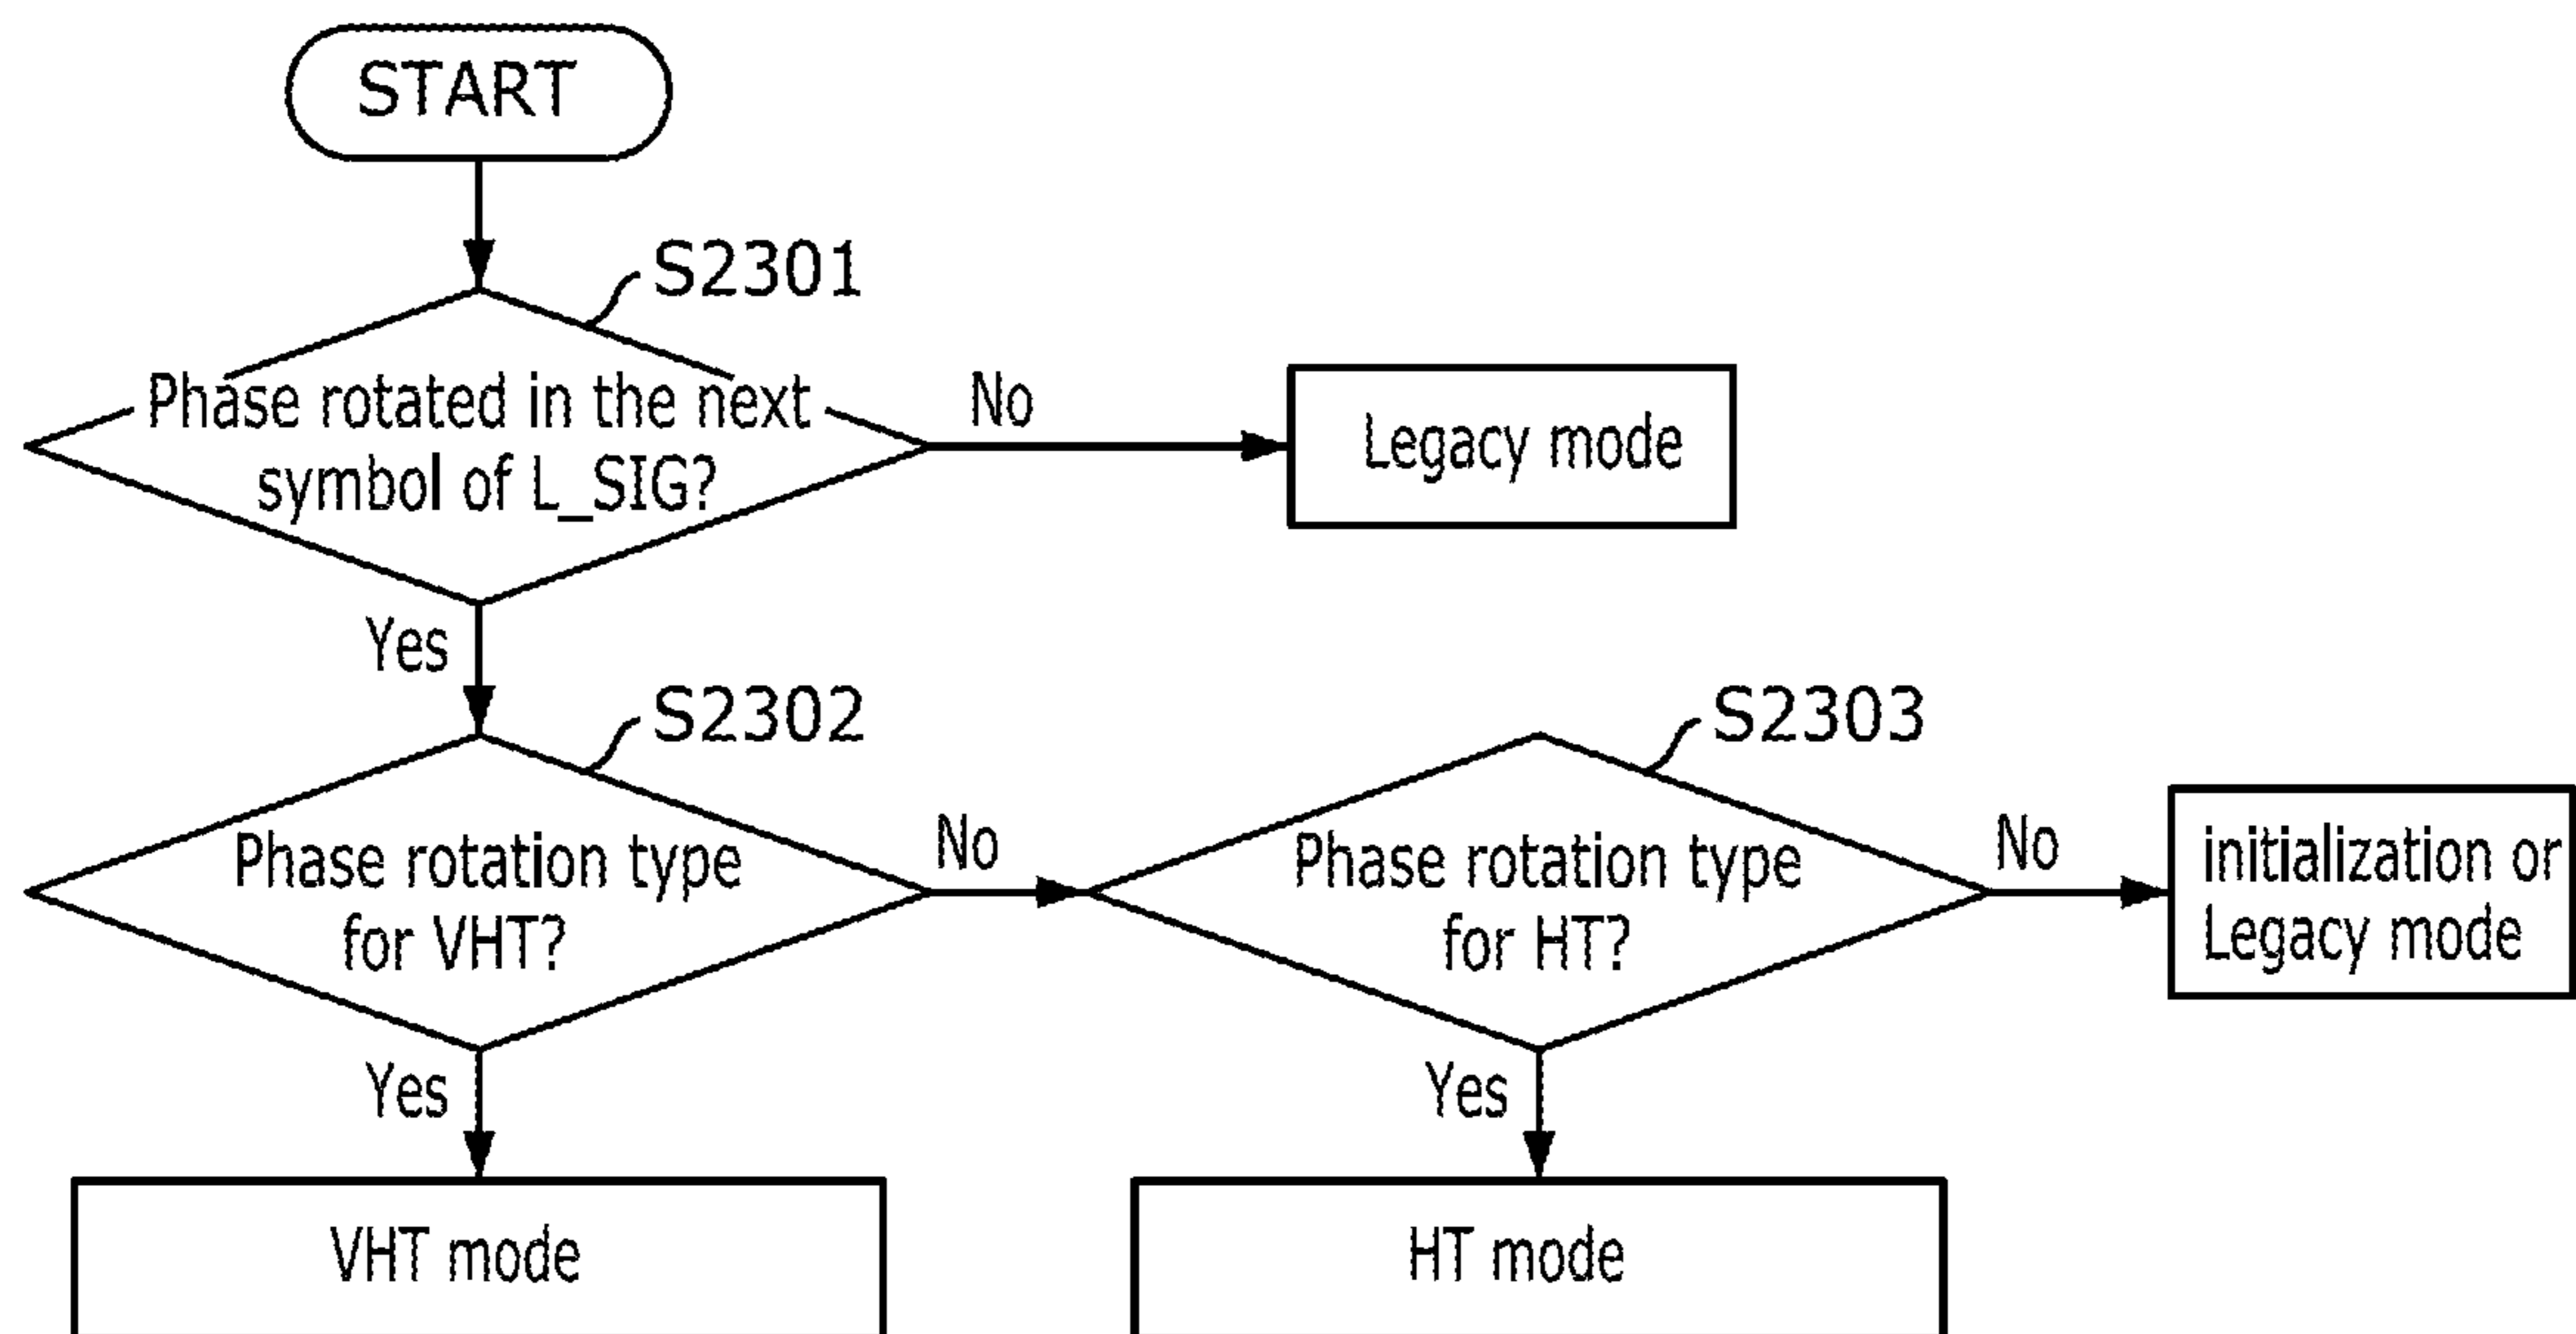 START
S2301
Phase rotated in the next
symbol of L_SIG?
No
Legacy mode
Yes
S2302
Phase rotation type
for VHT?
No
S2303
Phase rotation type
for HT?
No
initialization or
Legacy mode
Yes
VHT mode
Yes
HT mode